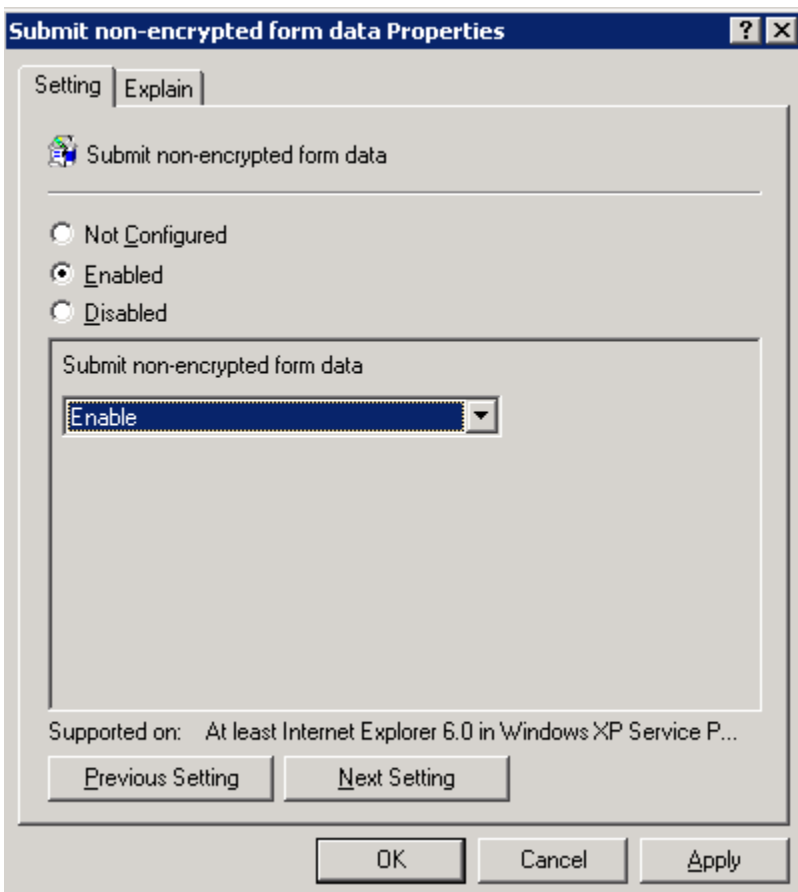 Submit non-encrypted form data Properties
Setting
Explain
Submit non-encrypted form data
Not Configured
Enabled
Disabled
Submit non-encrypted form data
Enable
Supported on: At least Internet Explorer 6.0 in Windows XP Service P...
Previous Setting
Next Setting
OK
Cancel
Apply